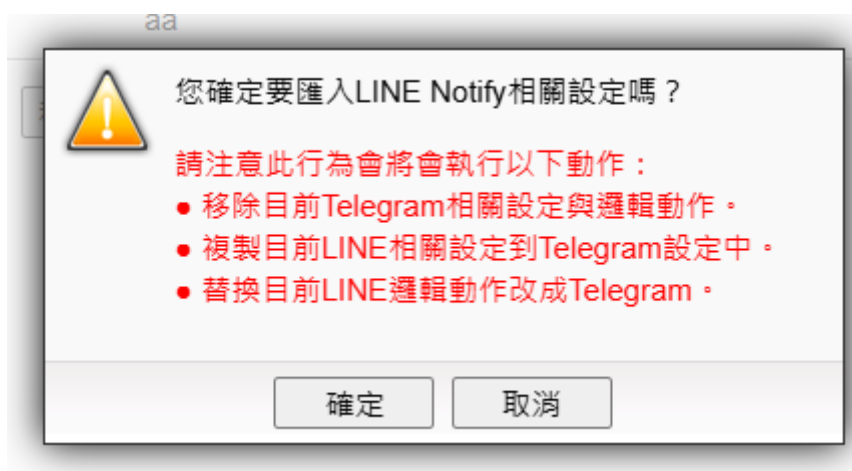 aa
您確定要匯入LINE Notify相關設定嗎？
請注意此行為會將會執行以下動作：
● 移除目前Telegram相關設定與邏輯動作。
● 複製目前LINE相關設定到Telegram設定中。
● 替換目前LINE邏輯動作改成Telegram。
確定 取消